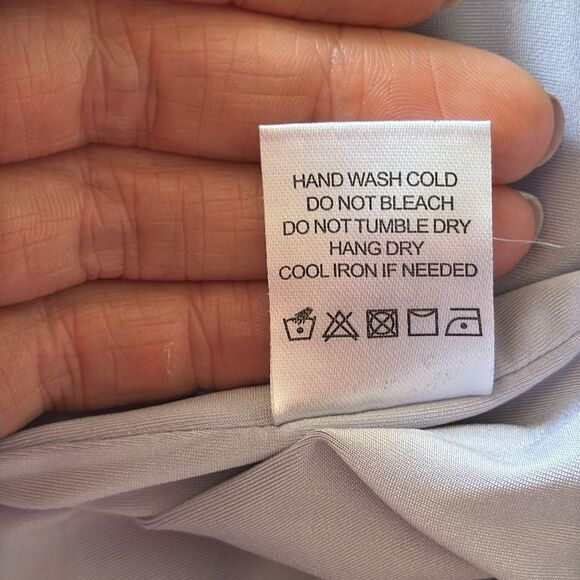 HAND WASH COLD
DO NOT BLEACH
DO NOT TUMBLE DRY
HANG DRY
COOL IRON IF NEEDED